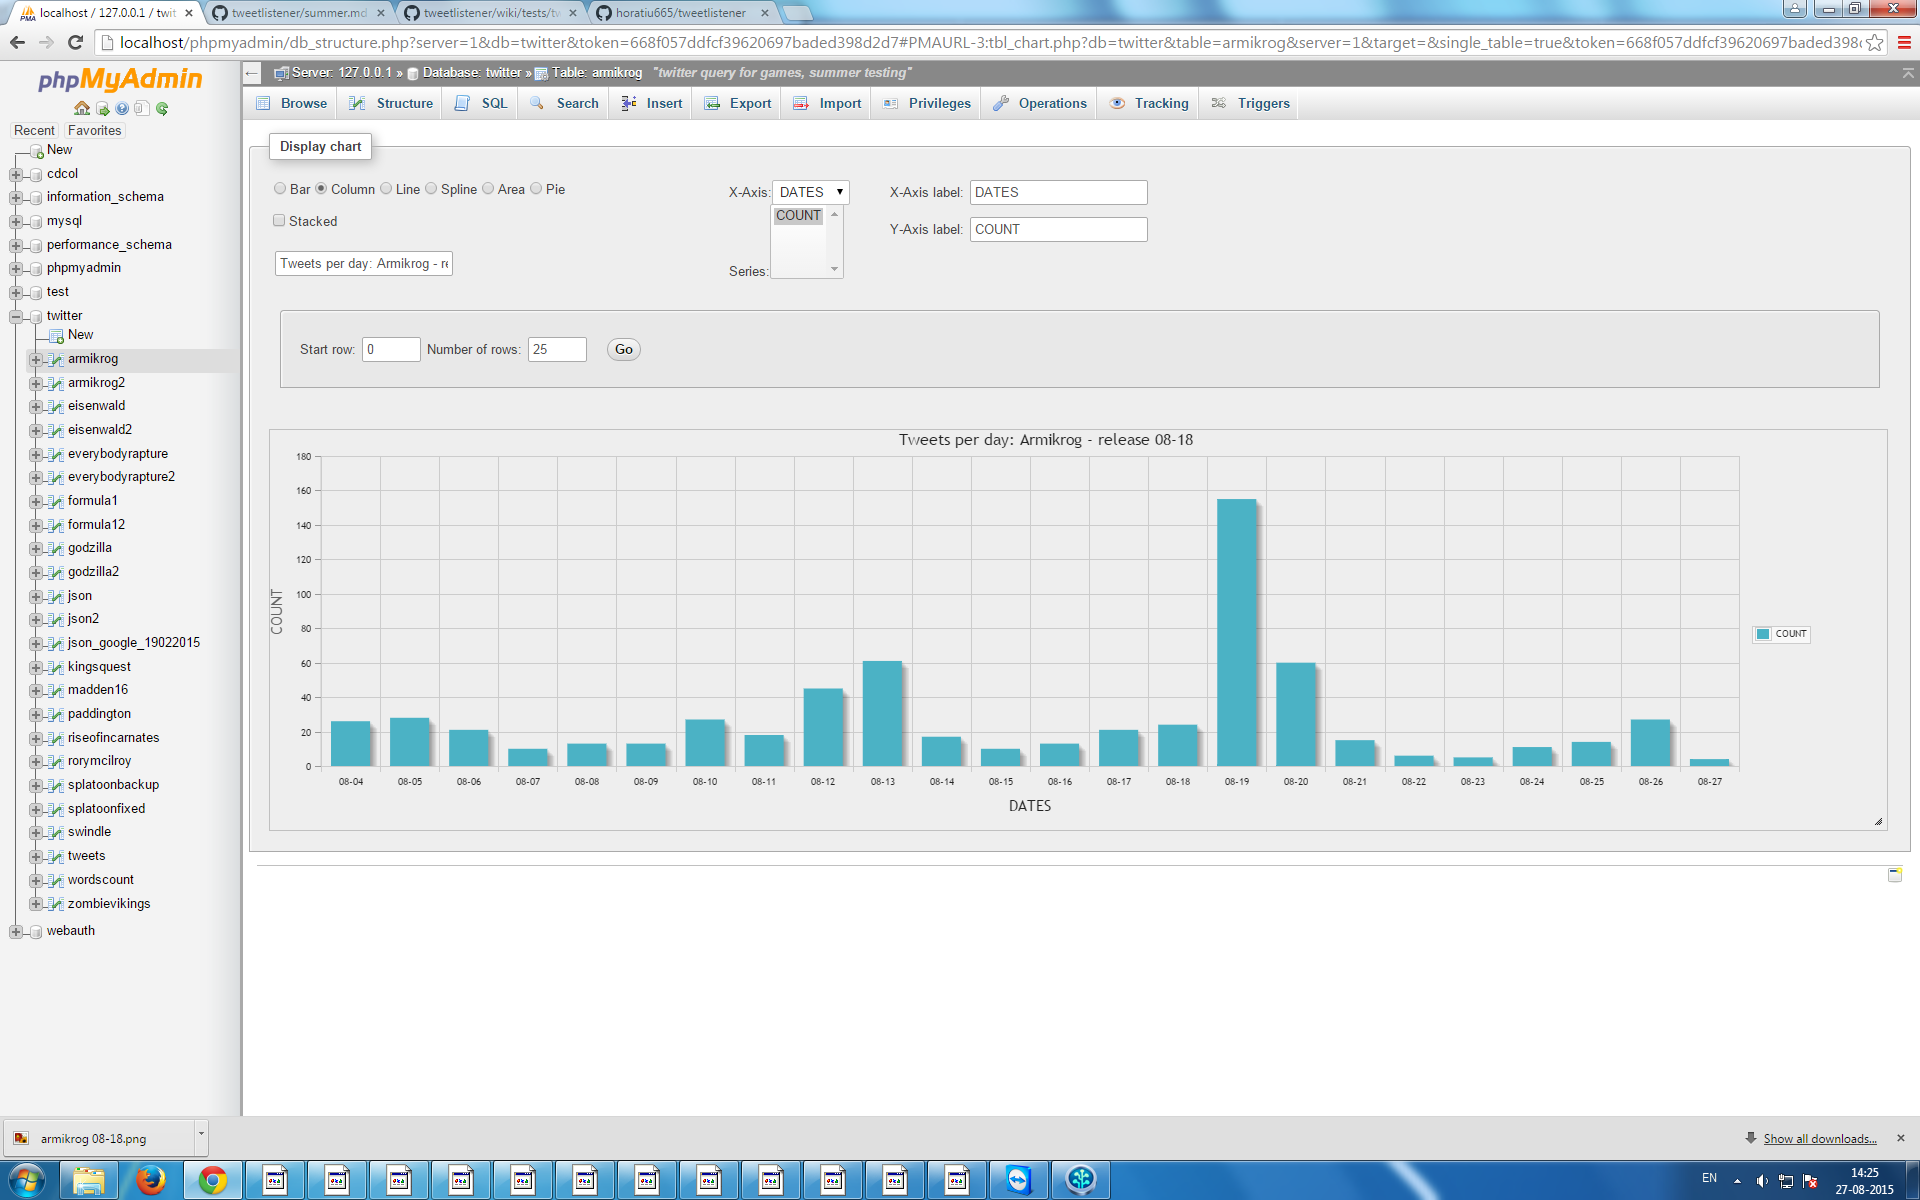 localhost / 127.0.0.1 / twit
tweetlistener/summer.md
tweetlistener/wiki/tests/tw
horatiu665/tweetlistener
localhost/phpmyadmin/db_structure.php?server=1&db=twitter&token=668f057ddfcf39620697baded398d2d7#PMAURL-3:tbl_chart.php?db=twitter&table=armikrog&server=1&target=&single_table=true&token=668f057ddfcf39620697baded398d
phpMyAdmin
Recent Favorites
New
cdcol
information_schema
mysql
performance_schema
phpmyadmin
test
twitter
New
armikrog
armikrog2
eisenwald
eisenwald2
everybodyrapture
everybodyrapture2
formula1
formula12
godzilla
godzilla2
json
json2
json_google_19022015
kingsquest
madden16
paddington
riseofincarnates
rorymcilroy
splatoonbackup
splatoonfixed
swindle
tweets
wordscount
zombievikings
webauth
Server: 127.0.0.1 » Database: twitter » Table: armikrog "twitter query for games, summer testing"
Browse Structure SQL Search Insert Export Import Privileges Operations Tracking Triggers
Display chart
Bar Column Line Spline Area Pie
Stacked
Tweets per day: Armikrog - re
X-Axis: DATES
COUNT
Series:
X-Axis label: DATES
Y-Axis label: COUNT
Start row: 0 Number of rows: 25 Go
Tweets per day: Armikrog - release 08-18
180
160
140
120
100
80
60
40
20
0
COUNT
08-04 08-05 08-06 08-07 08-08 08-09 08-10 08-11 08-12 08-13 08-14 08-15 08-16 08-17 08-18 08-19 08-20 08-21 08-22 08-23 08-24 08-25 08-26 08-27
DATES
COUNT
armikrog 08-18.png
Show all downloads...
EN
14:25
27-08-2015